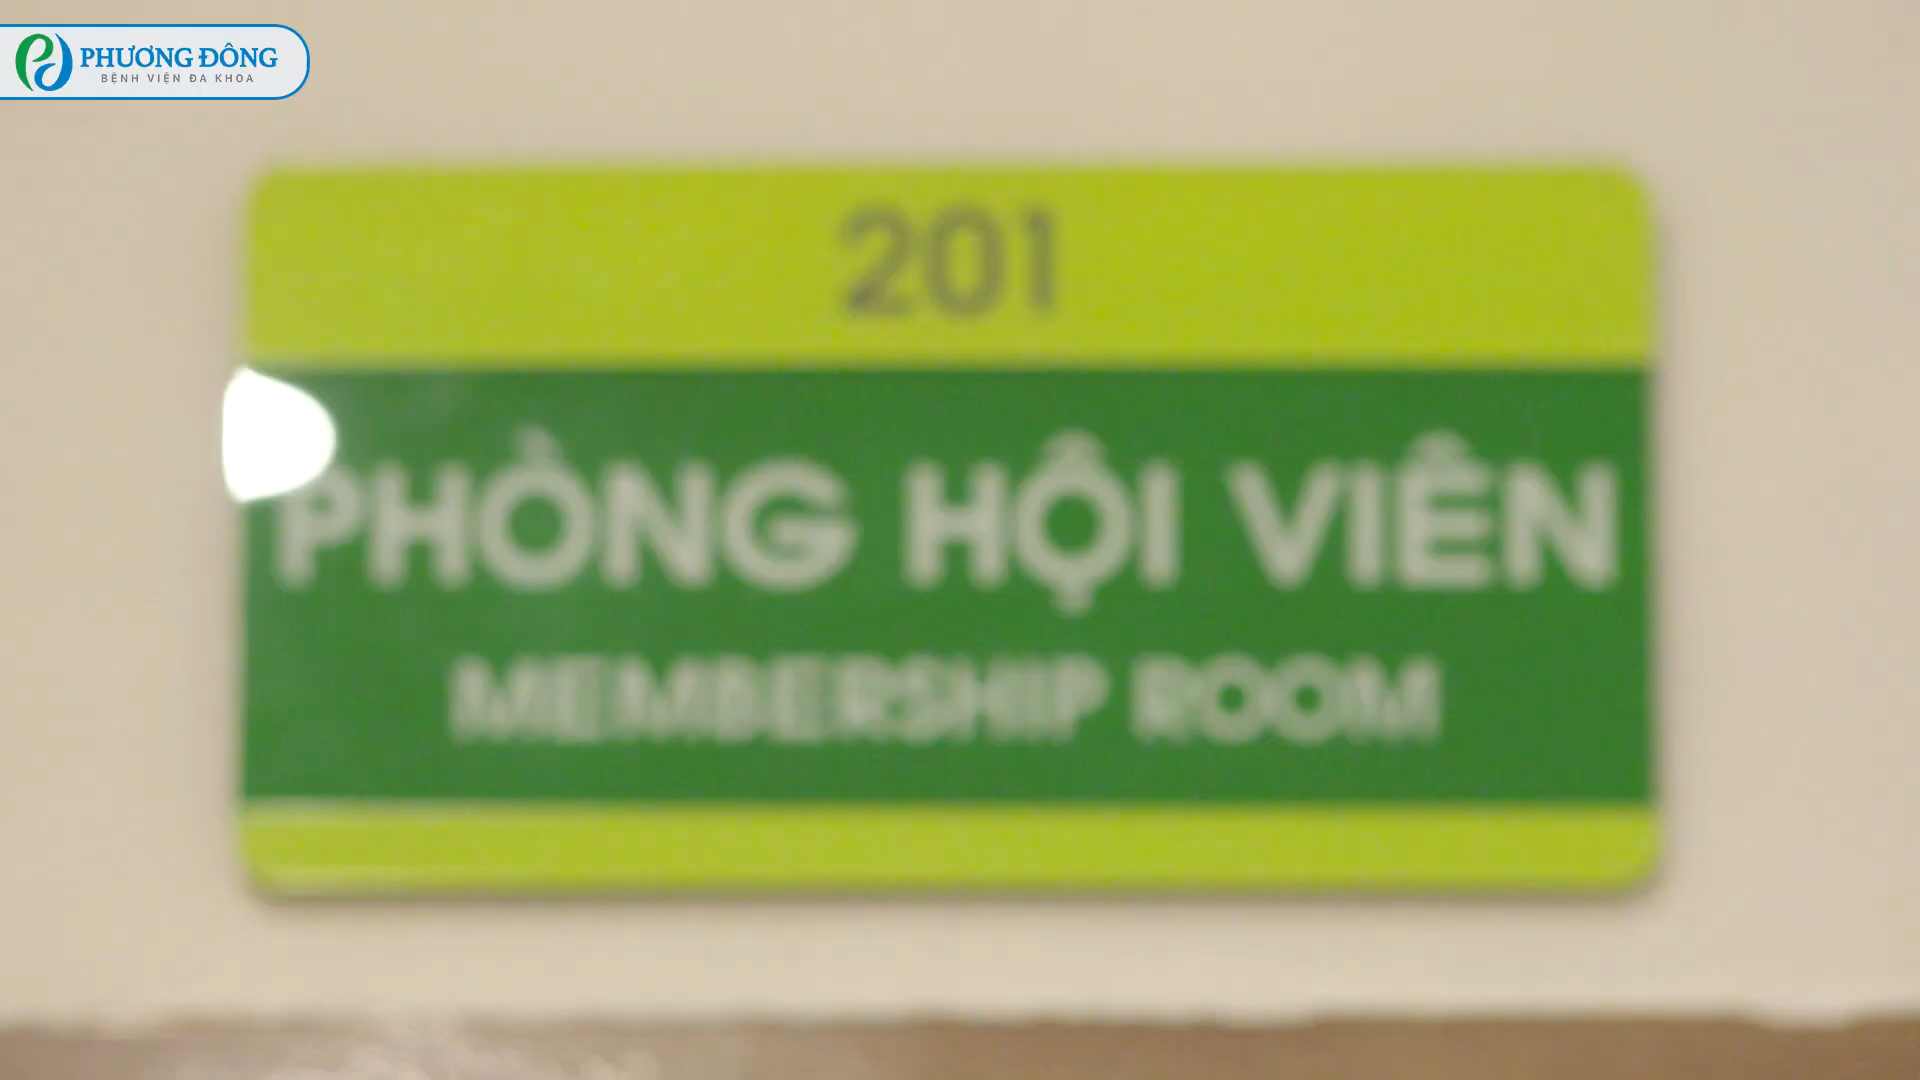 PHƯƠNG ĐÔNG
BỆNH VIỆN ĐA KHOA
201
PHÒNG HỘI VIÊN
MEMBERSHIP ROOM